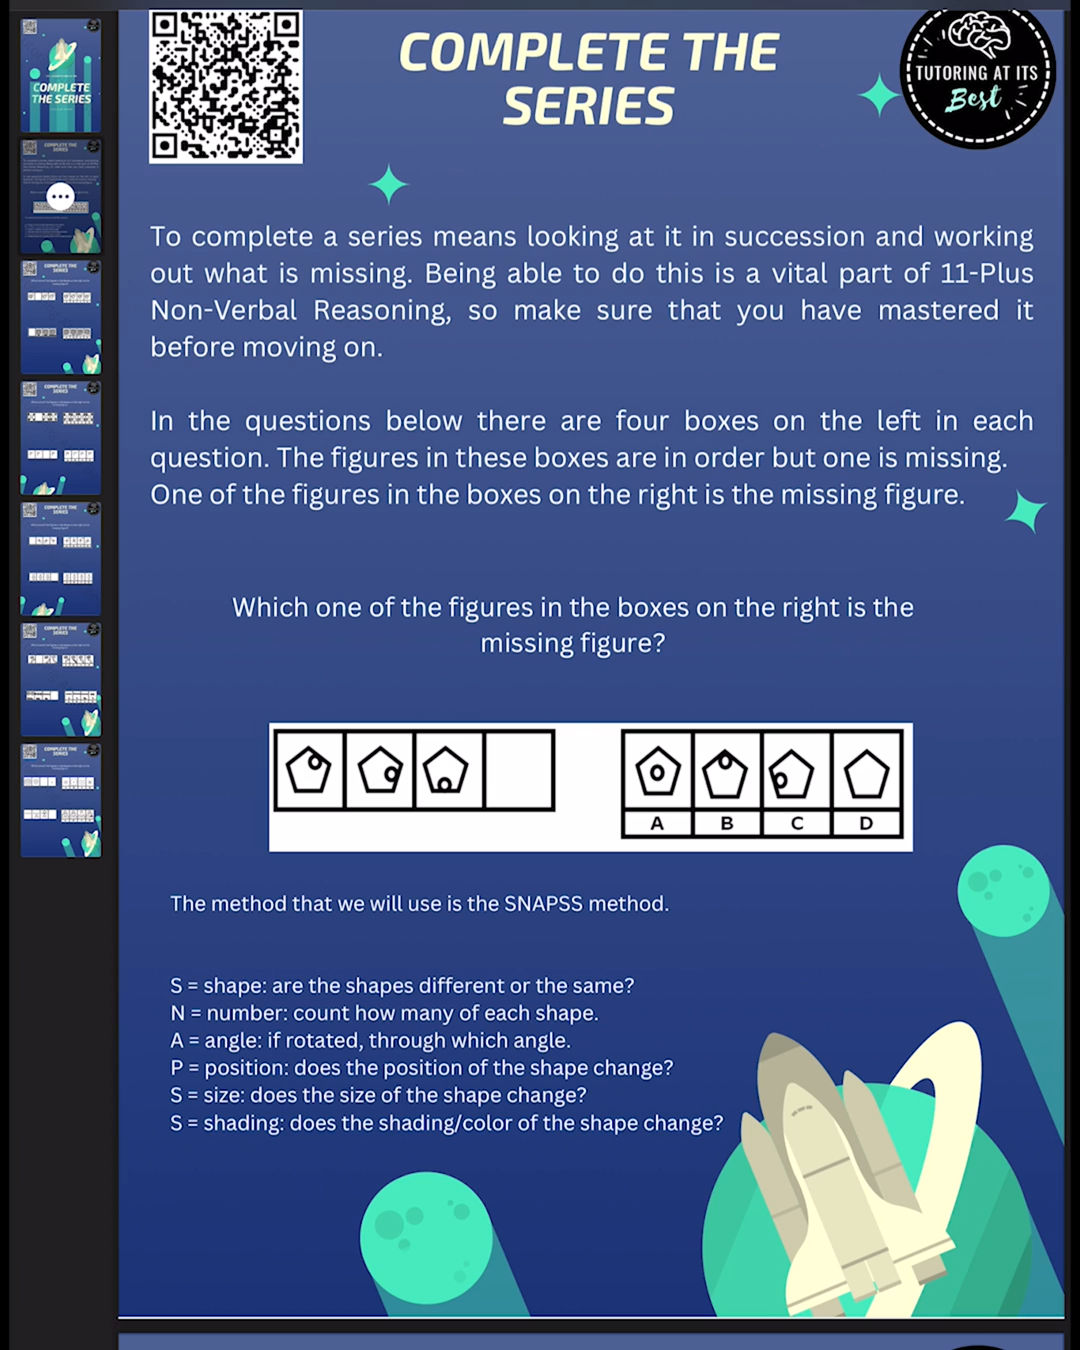 COMPLETE THE
SERIES
TUTORING AT ITS
Best
COMPLETE
THE SERIES
To complete a series means looking at it in succession and working
out what is missing. Being able to do this is a vital part of 11-Plus
Non-Verbal Reasoning, so make sure that you have mastered it
before moving on.
In the questions below there are four boxes on the left in each
question. The figures in these boxes are in order but one is missing.
One of the figures in the boxes on the right is the missing figure.
Which one of the figures in the boxes on the right is the
missing figure?
A B C D
The method that we will use is the SNAPSS method.
S = shape: are the shapes different or the same?
N = number: count how many of each shape.
A = angle: if rotated, through which angle.
P = position: does the position of the shape change?
S = size: does the size of the shape change?
S = shading: does the shading/color of the shape change?